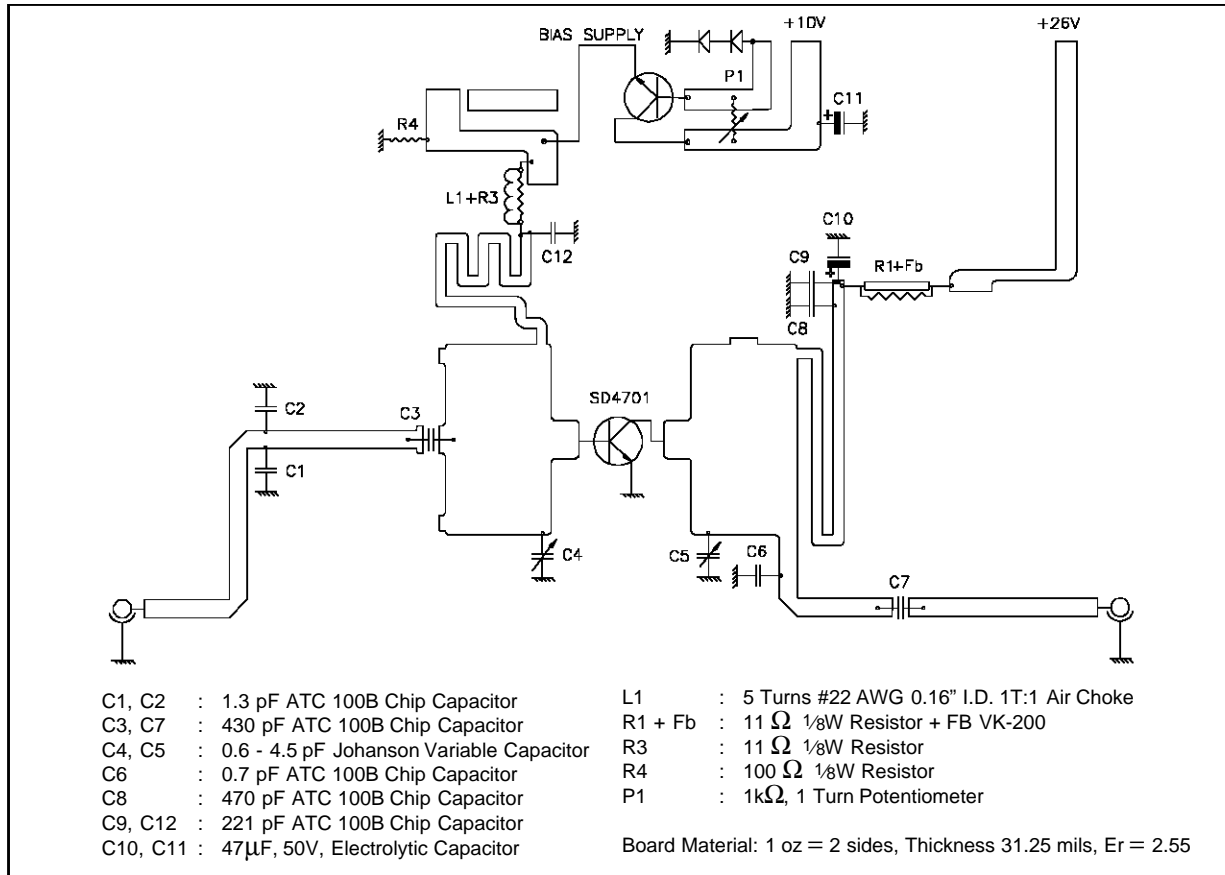 BIAS SUPPLY
+10V
+26V
P1
C11
R4
L1+R3
C12
C10
C9
R1+Fb
C8
SD4701
C2
C3
C1
C4
C5
C6
C7
C1, C2 : 1.3 pF ATC 100B Chip Capacitor
C3, C7 : 430 pF ATC 100B Chip Capacitor
C4, C5 : 0.6 - 4.5 pF Johanson Variable Capacitor
C6 : 0.7 pF ATC 100B Chip Capacitor
C8 : 470 pF ATC 100B Chip Capacitor
C9, C12 : 221 pF ATC 100B Chip Capacitor
C10, C11 : 47μF, 50V, Electrolytic Capacitor
L1 : 5 Turns #22 AWG 0.16" I.D. 1T:1 Air Choke
R1 + Fb : 11 Ω 1⁄8W Resistor + FB VK-200
R3 : 11 Ω 1⁄8W Resistor
R4 : 100 Ω 1⁄8W Resistor
P1 : 1kΩ, 1 Turn Potentiometer
Board Material: 1 oz = 2 sides, Thickness 31.25 mils, Er = 2.55